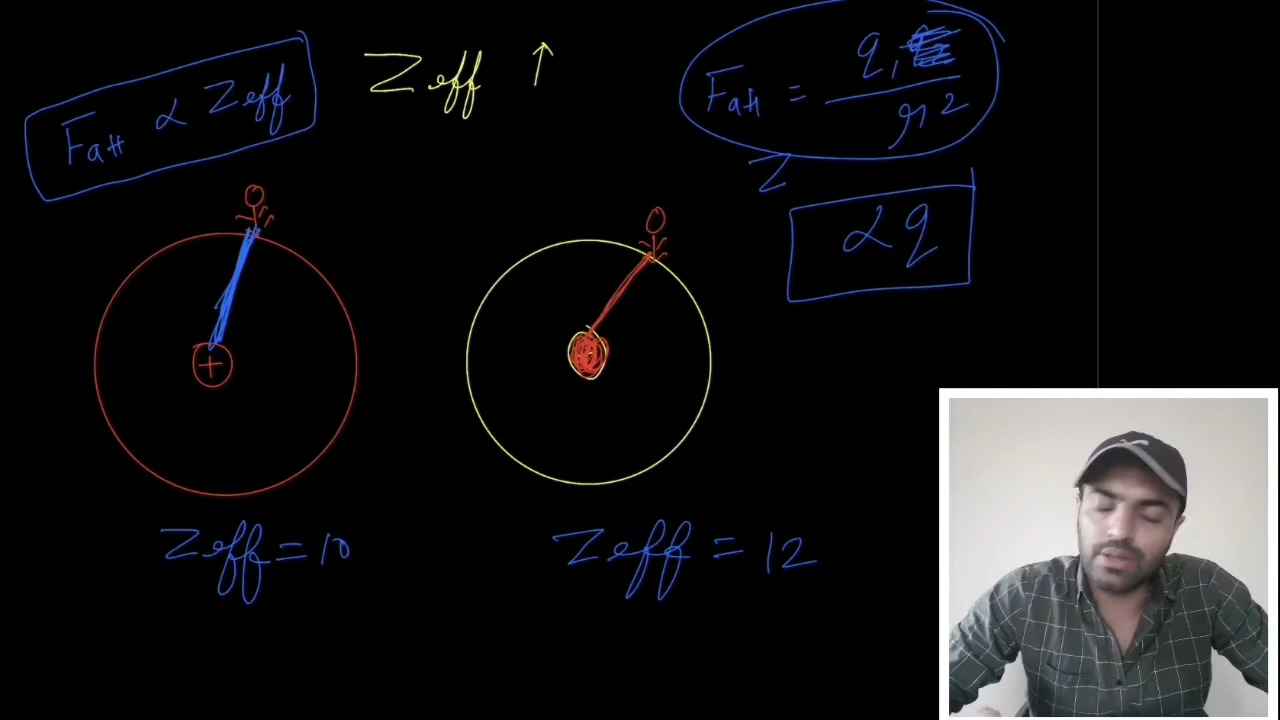 Zeff ↑
Fatt ∝ Zeff
Fatt = q₁ / r²
Z
∝ q
+
Zeff = 10
Zeff = 12